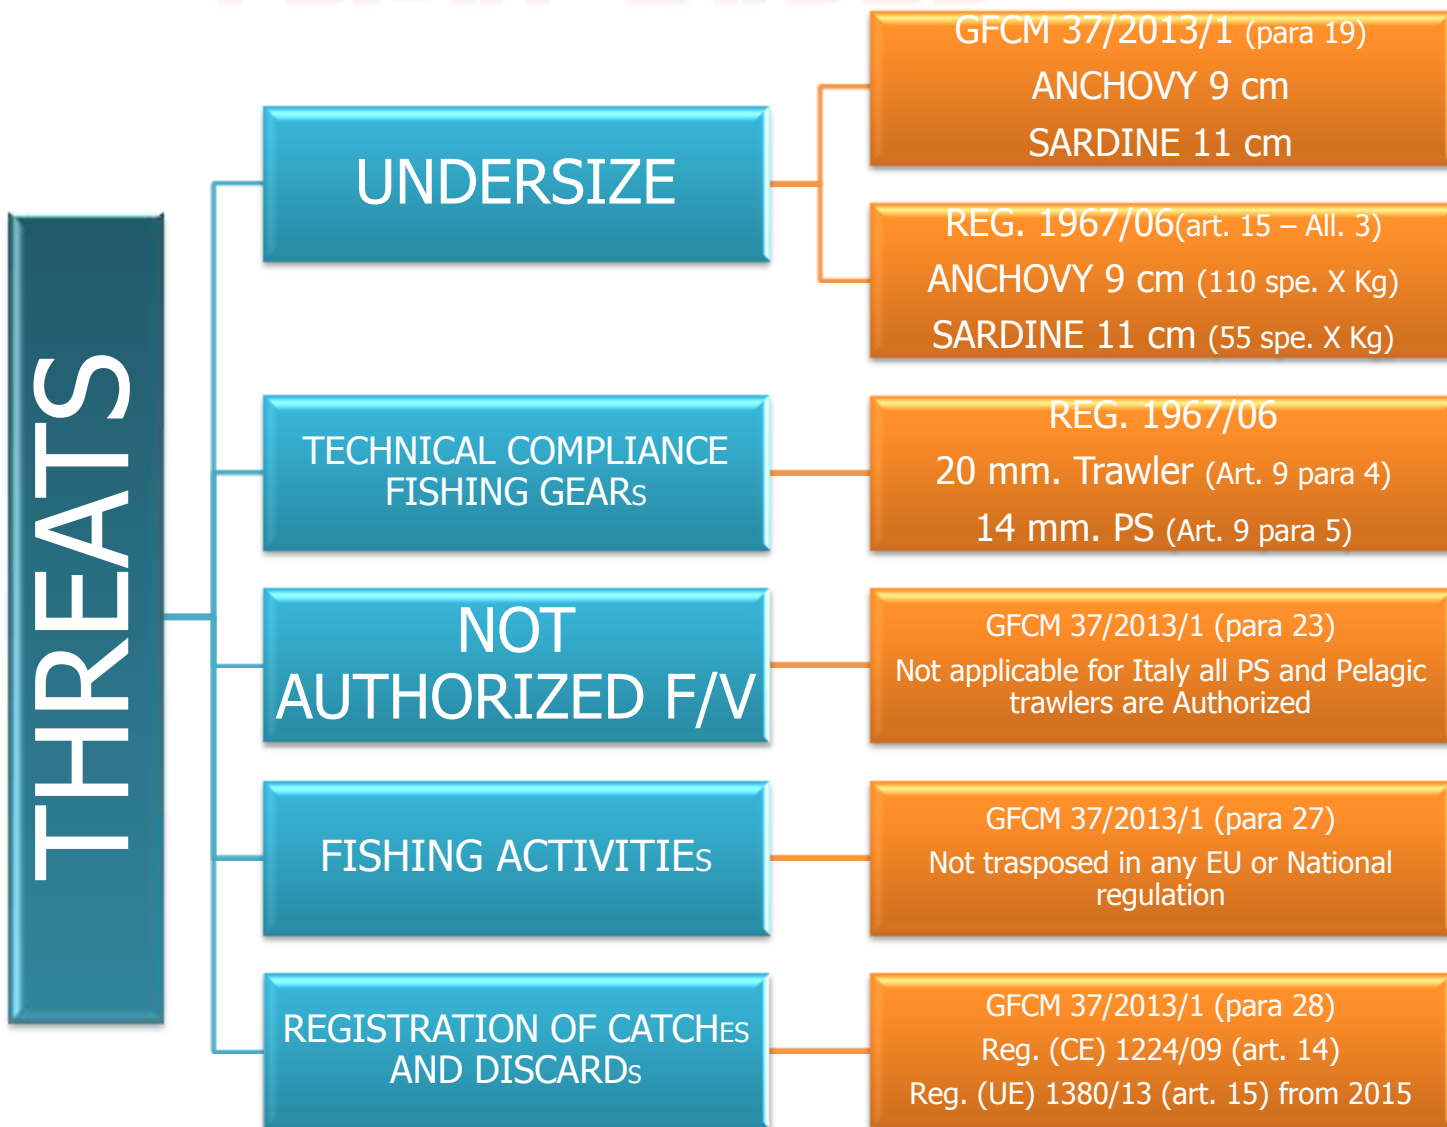 THREATS
UNDERSIZE
GFCM 37/2013/1 (para 19)
ANCHOVY 9 cm
SARDINE 11 cm
REG. 1967/06(art. 15 – All. 3)
ANCHOVY 9 cm (110 spe. X Kg)
SARDINE 11 cm (55 spe. X Kg)
TECHNICAL COMPLIANCE
FISHING GEARs
REG. 1967/06
20 mm. Trawler (Art. 9 para 4)
14 mm. PS (Art. 9 para 5)
NOT
AUTHORIZED F/V
GFCM 37/2013/1 (para 23)
Not applicable for Italy all PS and Pelagic
trawlers are Authorized
FISHING ACTIVITIEs
GFCM 37/2013/1 (para 27)
Not trasposed in any EU or National
regulation
REGISTRATION OF CATCHES
AND DISCARDs
GFCM 37/2013/1 (para 28)
Reg. (CE) 1224/09 (art. 14)
Reg. (UE) 1380/13 (art. 15) from 2015